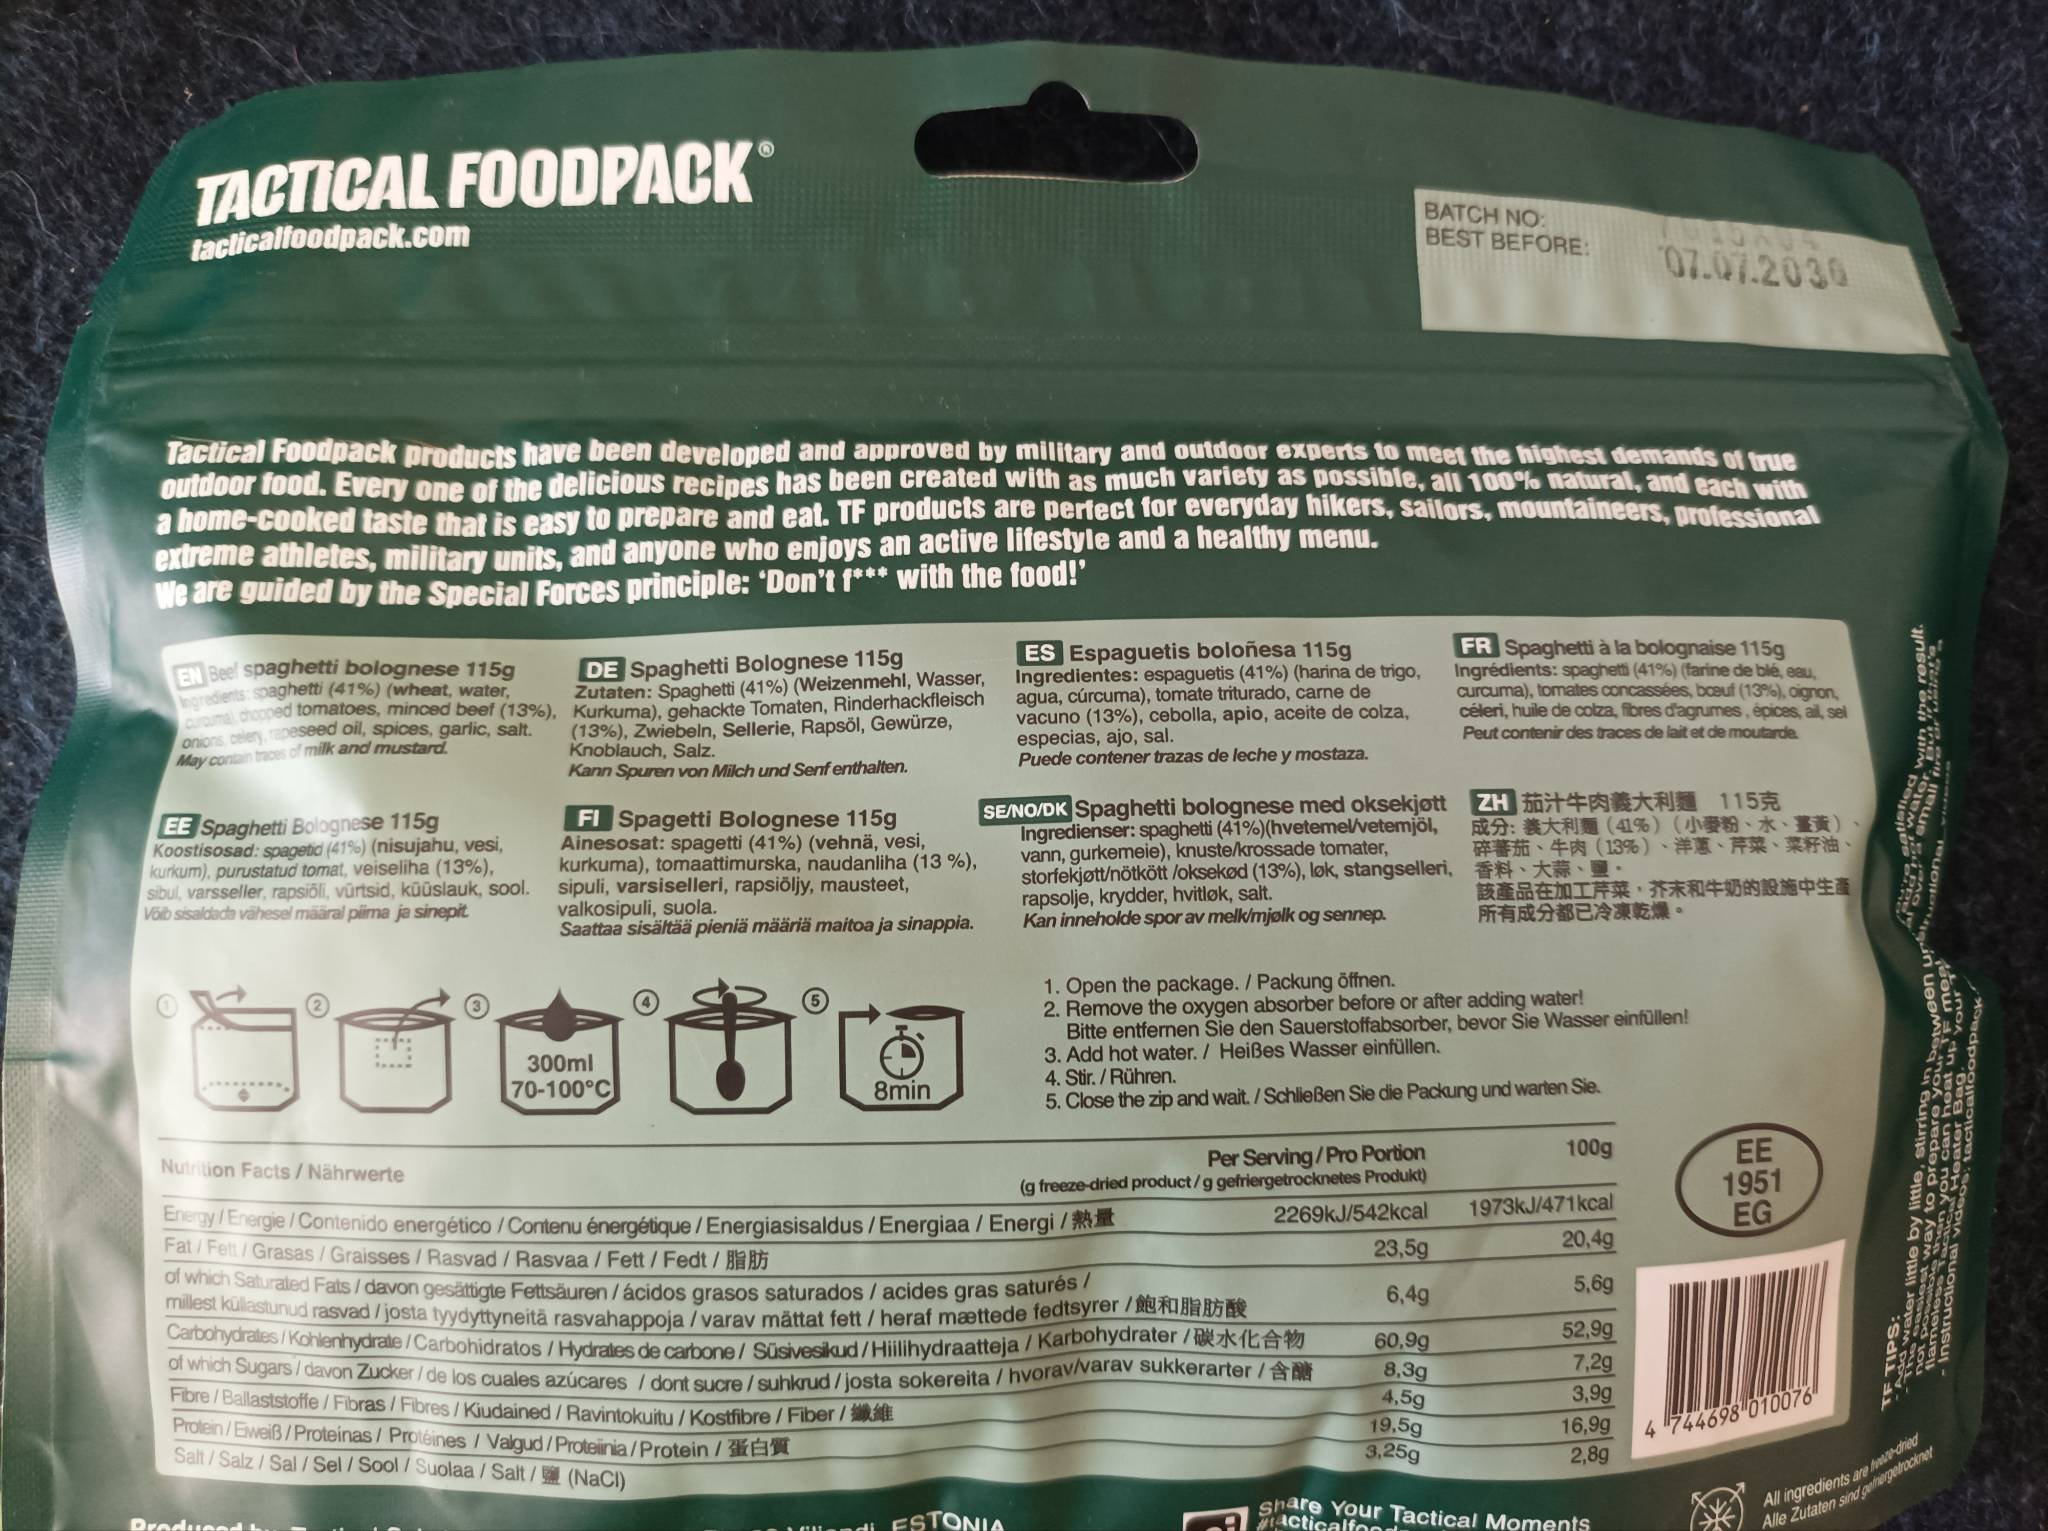 TACTICAL FOODPACK®
tacticalfoodpack.com
BATCH NO:
BEST BEFORE: 07.07.2030
Tactical Foodpack products have been developed and approved by military and outdoor experts to meet the highest demands of true
outdoor food. Every one of the delicious recipes has been created with as much variety as possible, all 100% natural, and each with
a home-cooked taste that is easy to prepare and eat. TF products are perfect for everyday hikers, sailors, mountaineers, professional
extreme athletes, military units, and anyone who enjoys an active lifestyle and a healthy menu.
We are guided by the Special Forces principle: ‘Don’t f*** with the food!’
EN Beef spaghetti bolognese 115g
Ingredients: spaghetti (41%) (wheat, water,
curcuma) chopped tomatoes, minced beef (13%),
onions, celery, rapeseed oil, spices, garlic, salt.
May contain traces of milk and mustard.
DE Spaghetti Bolognese 115g
Zutaten: Spaghetti (41%) (Weizenmehl, Wasser,
Kurkuma), gehackte Tomaten, Rinderhackfleisch
(13%), Zwiebeln, Sellerie, Rapsöl, Gewürze,
Knoblauch, Salz.
Kann Spuren von Milch und Senf enthalten.
ES Espaguetis boloñesa 115g
Ingredientes: espaguetis (41%) (harina de trigo,
agua, cúrcuma), tomate triturado, carne de
vacuno (13%), cebolla, apio, aceite de colza,
especias, ajo, sal.
Puede contener trazas de leche y mostaza.
FR Spaghetti à la bolognaise 115g
Ingrédients: spaghetti (41%) (farine de blé, eau,
curcuma), tomates concassées, bœuf (13%), oignon,
céleri, huile de colza, fibres d'agrumes , épices, ail, sel
Peut contenir des traces de lait et de moutarde.
EE Spaghetti Bolognese 115g
Koostisosad: spagetid (41%) (nisujahu, vesi,
kurkum), purustatud tomat, veiseliha (13%),
sibul, varsseller, rapsiõli, vürtsid, küüslauk, sool.
Võib sisaldada vähesel määral piima ja sinepit.
FI Spagetti Bolognese 115g
Ainesosat: spagetti (41%) (vehnä, vesi,
kurkuma), tomaattimurska, naudanliha (13 %),
sipuli, varsiselleri, rapsiöljy, mausteet,
valkosipuli, suola.
Saattaa sisältää pieniä määriä maitoa ja sinappia.
SE/NO/DK Spaghetti bolognese med oksekjøtt
Ingredienser: spaghetti (41%)(hvetemel/vetemjöl,
vann, gurkemeie), knuste/krossade tomater,
storfekjøtt/nötkött /oksekød (13%), løk, stangselleri,
rapsolje, krydder, hvitløk, salt.
Kan inneholde spor av melk/mjølk og sennep.
ZH 茄汁牛肉義大利麵 115克
成分: 義大利麵（41%）（小麥粉、水、薑黃）、
碎蕃茄、牛肉（13%）、洋蔥、芹菜、菜籽油、
香料、大蒜、鹽。
該產品在加工芹菜，芥末和牛奶的設施中生產
所有成分都已冷凍乾燥。
1 2 3 4 5
300ml
70-100°C
8min
1. Open the package. / Packung öffnen.
2. Remove the oxygen absorber before or after adding water!
Bitte entfernen Sie den Sauerstoffabsorber, bevor Sie Wasser einfüllen!
3. Add hot water. / Heißes Wasser einfüllen.
4. Stir. / Rühren.
5. Close the zip and wait. / Schließen Sie die Packung und warten Sie.
Nutrition Facts / Nährwerte Per Serving / Pro Portion 100g
(g freeze-dried product / g gefriergetrocknetes Produkt)
Energy / Energie / Contenido energético / Contenu énergétique / Energiasisaldus / Energiaa / Energi / 熱量 2269kJ/542kcal 1973kJ/471kcal
Fat / Fett / Grasas / Graisses / Rasvad / Rasvaa / Fett / Fedt / 脂肪 23,5g 20,4g
of which Saturated Fats / davon gesättigte Fettsäuren / ácidos grasos saturados / acides gras saturés /
millest küllastunud rasvad / josta tyydyttyneitä rasvahappoja / varav mättat fett / heraf mættede fedtsyrer / 飽和脂肪酸 6,4g 5,6g
Carbohydrates / Kohlenhydrate / Carbohidratos / Hydrates de carbone / Süsivesikud / Hiilihydraatteja / Karbohydrater / 碳水化合物 60,9g 52,9g
of which Sugars / davon Zucker / de los cuales azúcares / dont sucre / suhkrud / josta sokereita / hvorav/varav sukkerarter / 含醣 8,3g 7,2g
Fibre / Ballaststoffe / Fibras / Fibres / Kiudained / Ravintokuitu / Kostfibre / Fiber / 纖維 4,5g 3,9g
Protein / Eiweiß / Proteínas / Protéines / Valgud / Proteiinia / Protein / 蛋白質 19,5g 16,9g
Salt / Salz / Sal / Sel / Sool / Suolaa / Salt / 鹽 (NaCl) 3,25g 2,8g
EE
1951
EG
4 744698 010076
TF TIPS:
- Add water little by little, stirring in between
- The easiest way to prepare your TF meal
- Instructional videos: tacticalfoodpack.
All ingredients are freeze-dried
Alle Zutaten sind gefriergetrocknet
ESTONIA
Share Your Tactical Moments